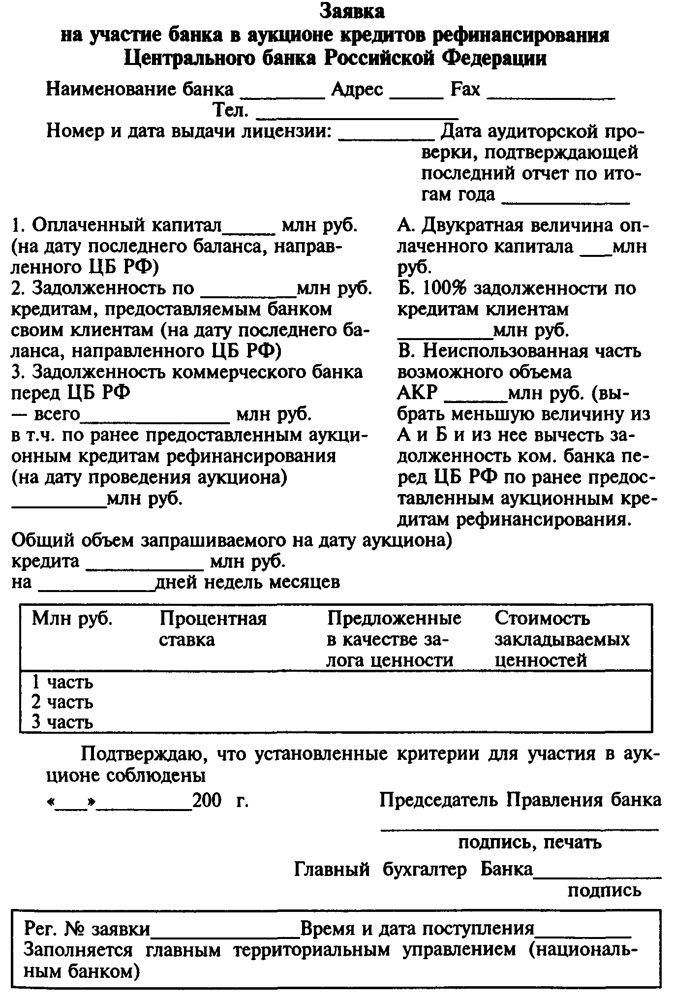 Заявка
на участие банка в аукционе кредитов рефинансирования
Центрального банка Российской Федерации
Наименование банка ________ Адрес _____ Fax ____________
Тел. ___________________
Номер и дата выдачи лицензии: _________ Дата аудиторской про-
верки, подтверждающей
последний отчет по ито-
гам года ____________
1. Оплаченный капитал_____ млн руб.
(на дату последнего баланса, направ-
ленного ЦБ РФ)
2. Задолженность по _________млн руб.
кредитам, предоставляемым банком
своим клиентам (на дату последнего ба-
ланса, направленного ЦБ РФ)
3. Задолженность коммерческого банка
перед ЦБ РФ
— всего______________ млн руб.
в т.ч. по ранее предоставленным аукци-
онным кредитам рефинансирования
(на дату проведения аукциона)
_________млн руб.
А. Двукратная величина оп-
лаченного капитала ___млн
руб.
Б. 100% задолженности по
кредитам клиентам
_________млн руб.
В. Неиспользованная часть
возможного объема
АКР ______млн руб. (вы-
брать меньшую величину из
А и Б и из нее вычесть за-
долженность ком. банка пе-
ред ЦБ РФ по ранее предос-
тавленным аукционным кре-
дитам рефинансирования.
Общий объем запрашиваемого на дату аукциона)
кредита ___________ млн руб.
на ___________дней недель месяцев
Млн руб. Процентная ставка Предложенные в качестве за-лога ценности Стоимость закладываемых ценностей
1 часть
2 часть
3 часть
Подтверждаю, что установленные критерии для участия в аук-
ционе соблюдены
«___»_________200 г. Председатель Правления банка
__________________________
подпись, печать
Главный бухгалтер Банка____________
подпись
Рег. № заявки______________Время и дата поступления_________
Заполняется главным территориальным управлением (националь-
ным банком)